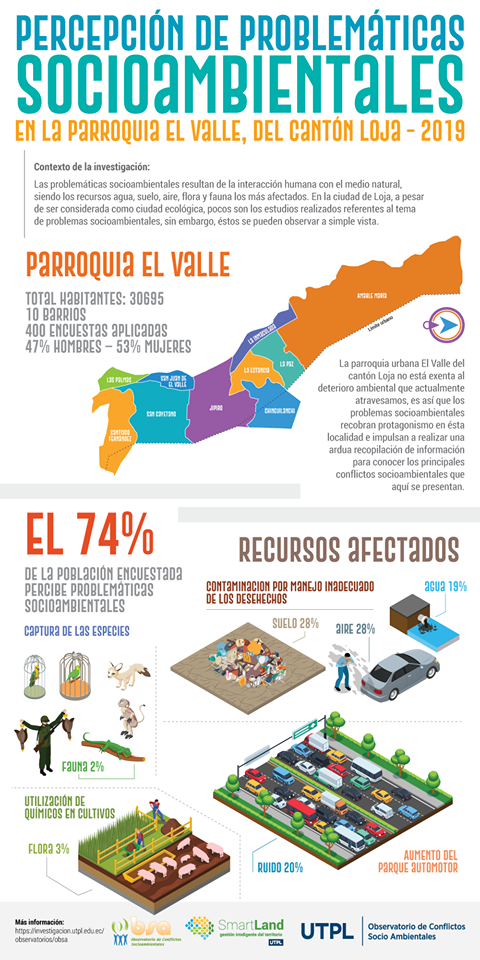 PERCEPCIÓN DE PROBLEMÁTICAS
SOCIOAMBIENTALES
EN LA PARROQUIA EL VALLE, DEL CANTÓN LOJA - 2019
Contexto de la investigación:
Las problemáticas socioambientales resultan de la interacción humana con el medio natural,
siendo los recursos agua, suelo, aire, flora y fauna los más afectados. En la ciudad de Loja, a pesar
de ser considerada como ciudad ecológica, pocos son los estudios realizados referentes al tema
de problemas socioambientales, sin embargo, éstos se pueden observar a simple vista.
PARROQUIA EL VALLE
TOTAL HABITANTES: 30695
10 BARRIOS
400 ENCUESTAS APLICADAS
47% HOMBRES – 53% MUJERES
AMABLE MARÍA
Límite urbano
LA INMACULADA
LA PAZ
LA ESTANCIA
LAS PALMAS
SAN JUAN DE
EL VALLE
SAN CAYETANO
JIPIRO
CHINGUILANCHI
SANTIAGO
FERNÁNDEZ
La parroquia urbana El Valle del
cantón Loja no está exenta al
deterioro ambiental que actualmente
atravesamos, es así que los
problemas socioambientales
recobran protagonismo en ésta
localidad e impulsan a realizar una
ardua recopilación de información
para conocer los principales
conflictos socioambientales que
aquí se presentan.
EL 74%
DE LA POBLACIÓN ENCUESTADA
PERCIBE PROBLEMÁTICAS
SOCIOAMBIENTALES
RECURSOS AFECTADOS
CONTAMINACION POR MANEJO INADECUADO
DE LOS DESEHECHOS
AGUA 19%
SUELO 28%
AIRE 28%
CAPTURA DE LAS ESPECIES
FAUNA 2%
UTILIZACIÓN DE
QUÍMICOS EN CULTIVOS
FLORA 3%
RUIDO 20%
AUMENTO DEL
PARQUE AUTOMOTOR
Más información:
https://investigacion.utpl.edu.ec/
observatorios/obsa
obsa
Observatorio de Conflictos
Socioambientales
SmartLand
gestión inteligente del territorio
UTPL
UTPL
Observatorio de Conflictos
Socio Ambientales